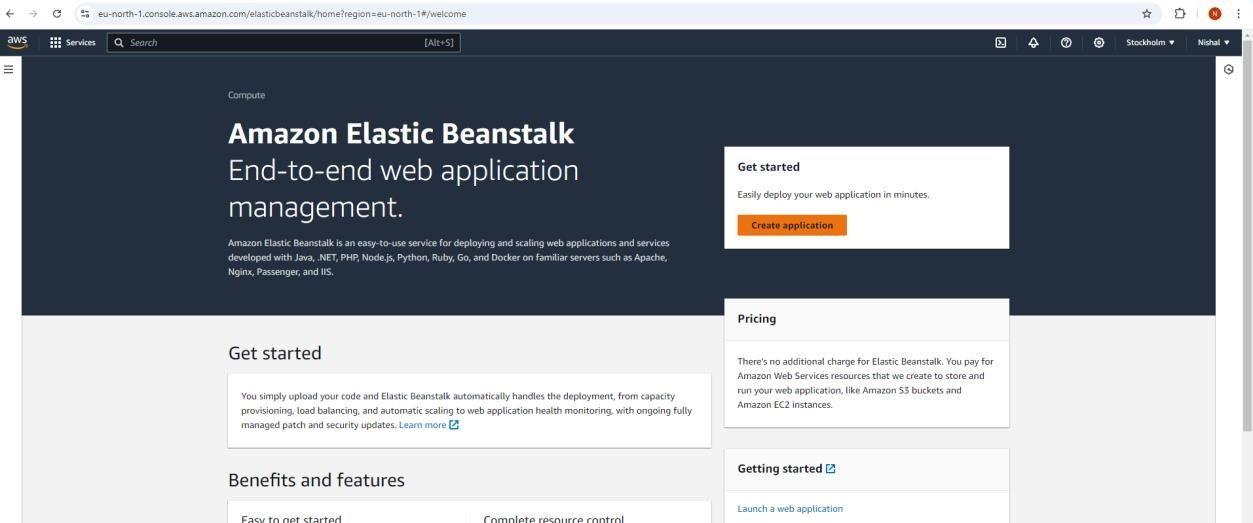 eu-north-1.console.aws.amazon.com/elasticbeanstalk/home?region=eu-north-1#/welcome
N
aws
Services
Search
[Alt+S]
Stockholm
Nishal
Compute
Amazon Elastic Beanstalk
End-to-end web application
management.
Amazon Elastic Beanstalk is an easy-to-use service for deploying and scaling web applications and services
developed with Java, .NET, PHP, Node.js, Python, Ruby, Go, and Docker on familiar servers such as Apache,
Nginx, Passenger, and IIS.
Get started
Easily deploy your web application in minutes.
Create application
Pricing
There's no additional charge for Elastic Beanstalk. You pay for
Amazon Web Services resources that we create to store and
run your web application, like Amazon S3 buckets and
Amazon EC2 instances.
Get started
You simply upload your code and Elastic Beanstalk automatically handles the deployment, from capacity
provisioning, load balancing, and automatic scaling to web application health monitoring, with ongoing fully
managed patch and security updates. Learn more
Getting started
Launch a web application
Benefits and features
Easy to get started
Complete resource control